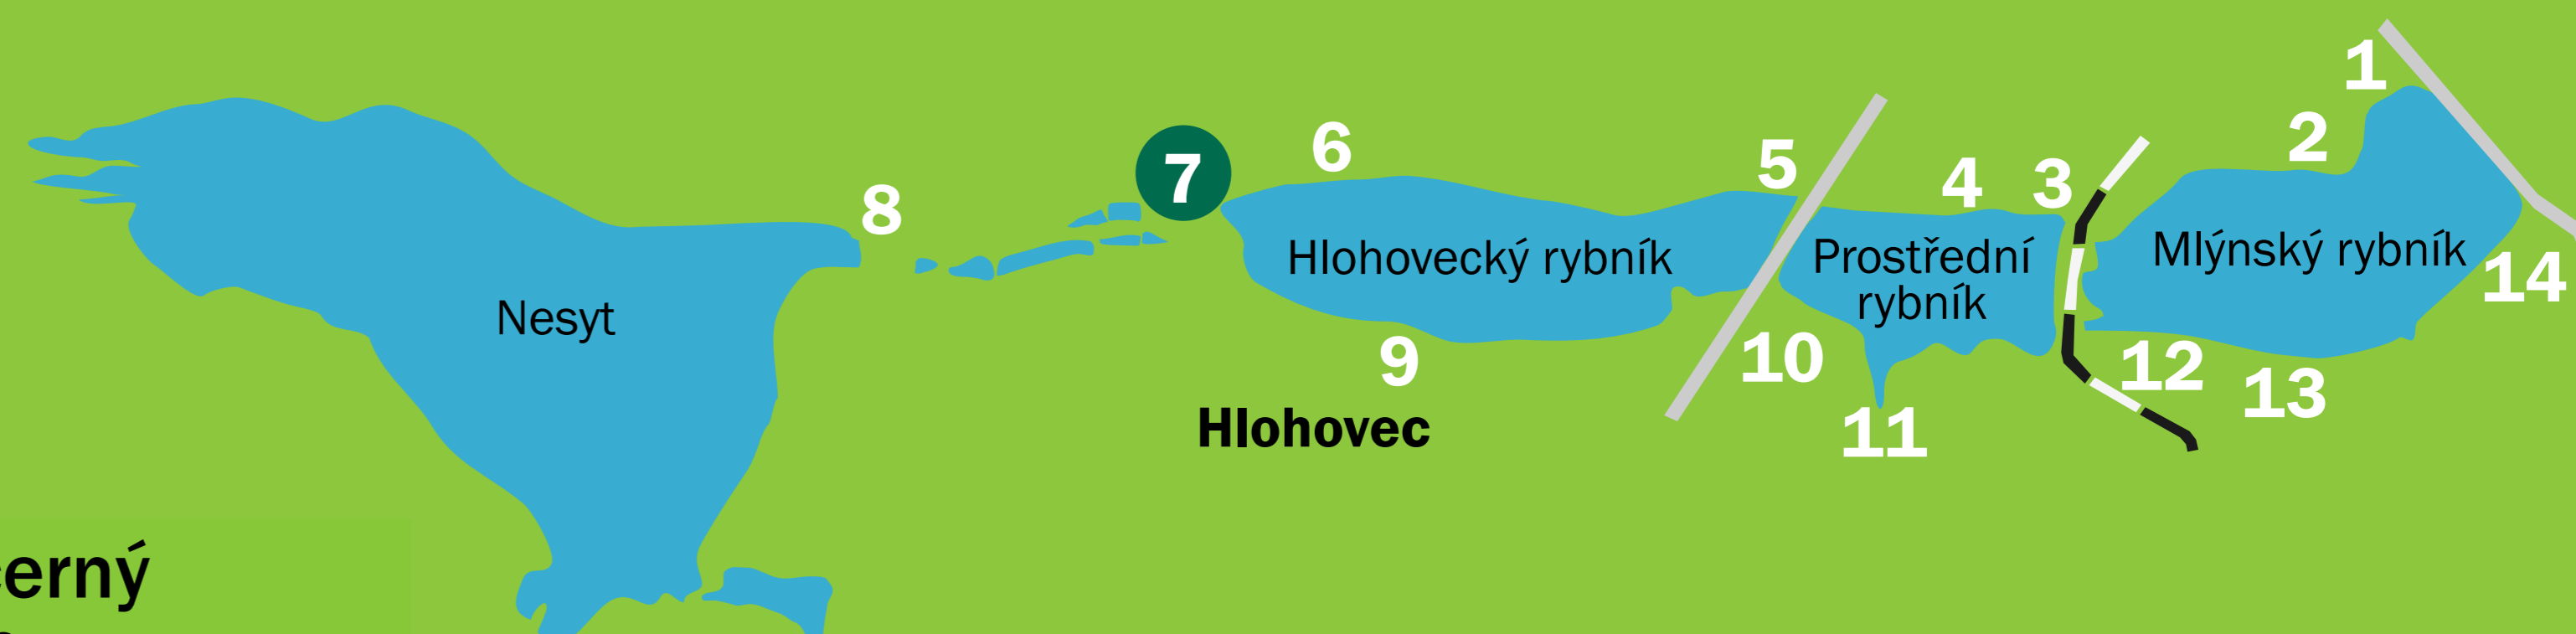 1
2
6
5
4
3
7
8
Hlohovecký rybník
Prostřední
rybník
Mlýnský rybník
14
Nesyt
9
10
12
13
Hlohovec
11
erný